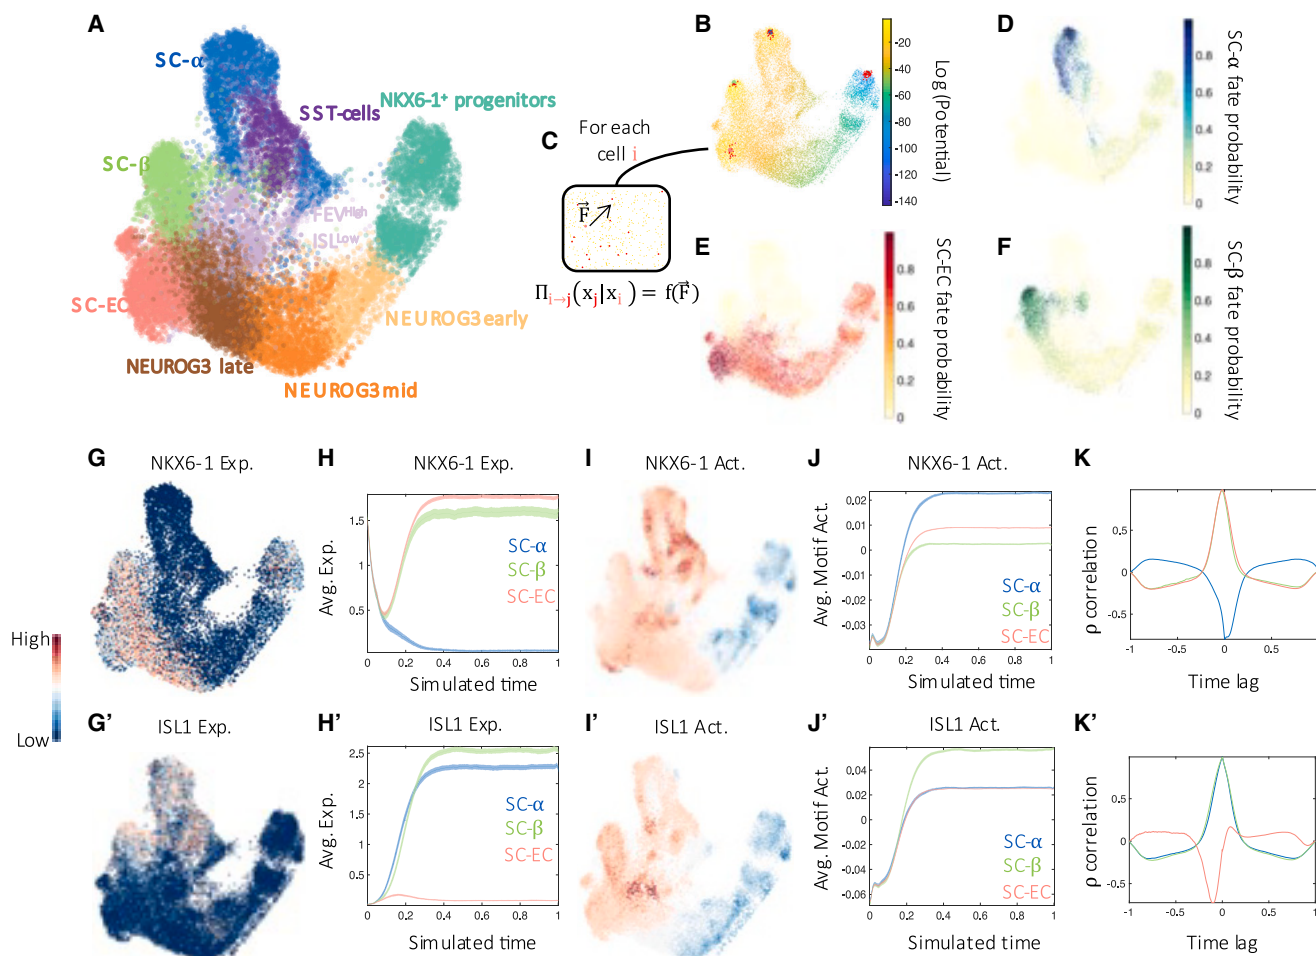 A
SC-α
SST-cells
NKX6-1⁺ progenitors
SC-β
FEVHigh
ISLLow
SC-EC
NEUROG3 early
NEUROG3 late
NEUROG3 mid
B
-20
-40
-60
-80
-100
-120
-140
Log (Potential)
C
For each
cell i
F⃗
Πi→j(xj|xi) = f(F⃗)
D
0.8
0.6
0.4
0.2
0
SC-α fate probability
E
0.8
0.6
0.4
0.2
0
SC-EC fate probability
F
0.8
0.6
0.4
0.2
0
SC-β fate probability
G
NKX6-1 Exp.
High
Low
H
NKX6-1 Exp.
Avg. Exp.
1.5
1
0.5
SC-α
SC-β
SC-EC
0 0.2 0.4 0.6 0.8 1
Simulated time
I
NKX6-1 Act.
J
NKX6-1 Act.
Avg. Motif Act.
0.02
0.01
0
-0.01
-0.02
-0.03
SC-α
SC-β
SC-EC
0 0.2 0.4 0.6 0.8 1
Simulated time
K
ρ correlation
0.5
0
-0.5
-1 -0.5 0 0.5 1
Time lag
G’
ISL1 Exp.
H’
ISL1 Exp.
Avg. Exp.
2.5
2
1.5
1
0.5
0
SC-α
SC-β
SC-EC
0 0.2 0.4 0.6 0.8 1
Simulated time
I’
ISL1 Act.
J’
ISL1 Act.
Avg. Motif Act.
0.04
0.02
0
-0.02
-0.04
-0.06
SC-α
SC-β
SC-EC
0 0.2 0.4 0.6 0.8 1
Simulated time
K’
ρ correlation
0.5
0
-0.5
-1 -0.5 0 0.5 1
Time lag